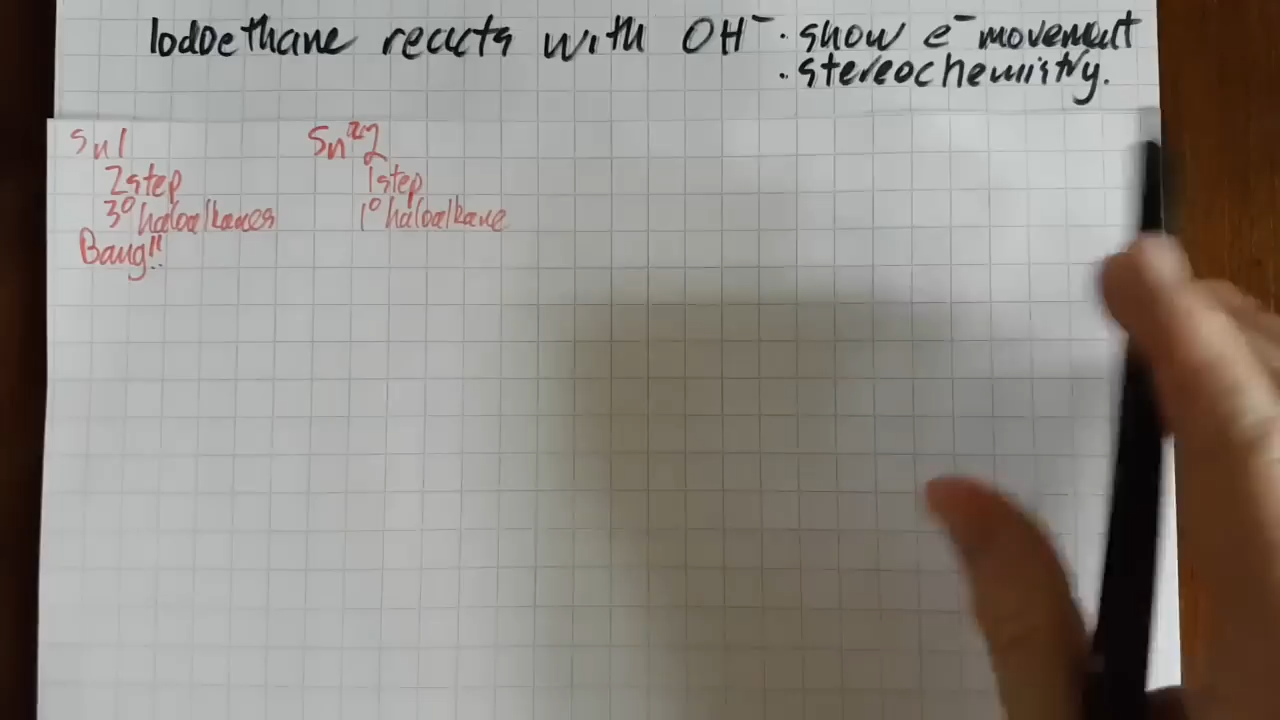 Iodoethane reacts with OH⁻ · show e⁻ movement
· stereochemistry.
Sn1 Sn2
2step 1step
3° haloalkanes 1° haloalkane
Bang!!